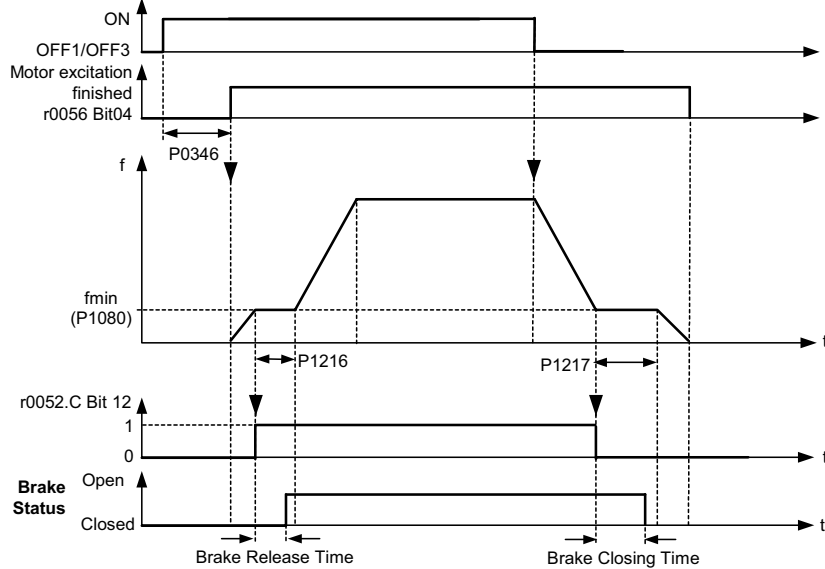 ON
OFF1/OFF3
Motor excitation
finished
r0056 Bit04
P0346
f
fmin
(P1080)
t
P1216
P1217
r0052.C Bit 12
1
0
t
Brake
Status
Open
Closed
t
Brake Release Time
Brake Closing Time